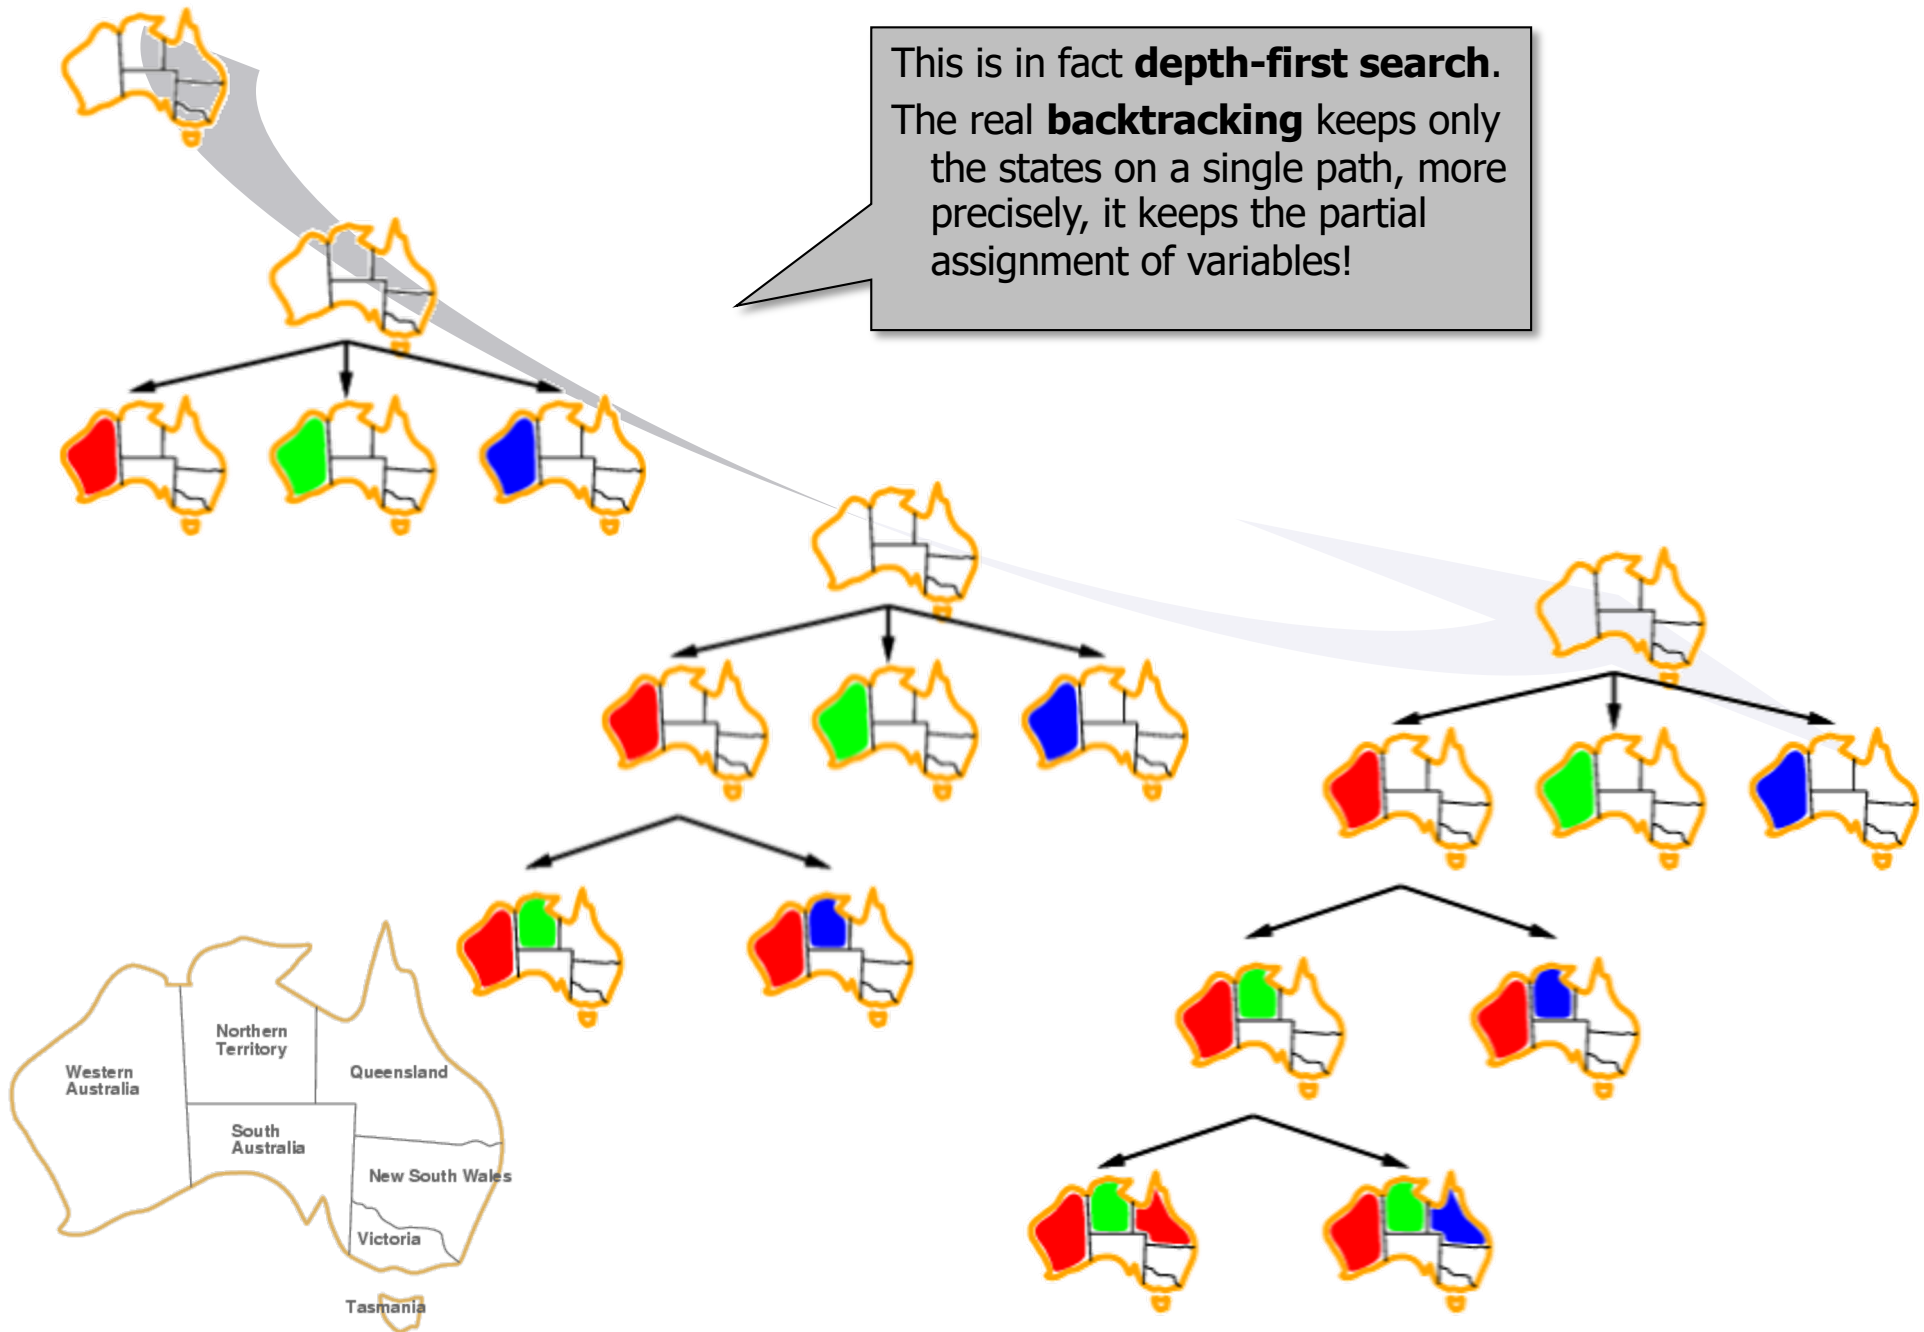 This is in fact depth-first search.
The real backtracking keeps only
the states on a single path, more
precisely, it keeps the partial
assignment of variables!
Northern
Territory
Western
Australia
Queensland
South
Australia
New South Wales
Victoria
Tasmania